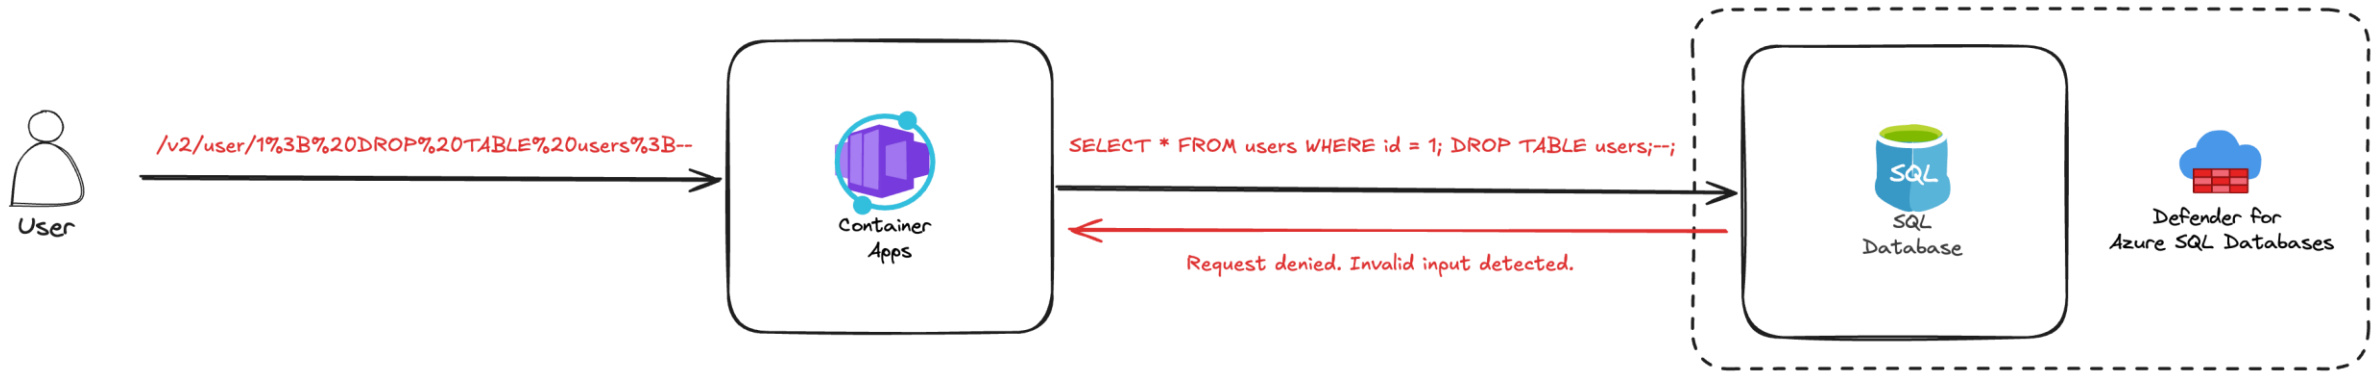 /v2/user/1%3B%20DROP%20TABLE%20users%3B--
User
Container
Apps
SELECT * FROM users WHERE id = 1; DROP TABLE users;--;
Request denied. Invalid input detected.
SQL
SQL
Database
Defender for
Azure SQL Databases